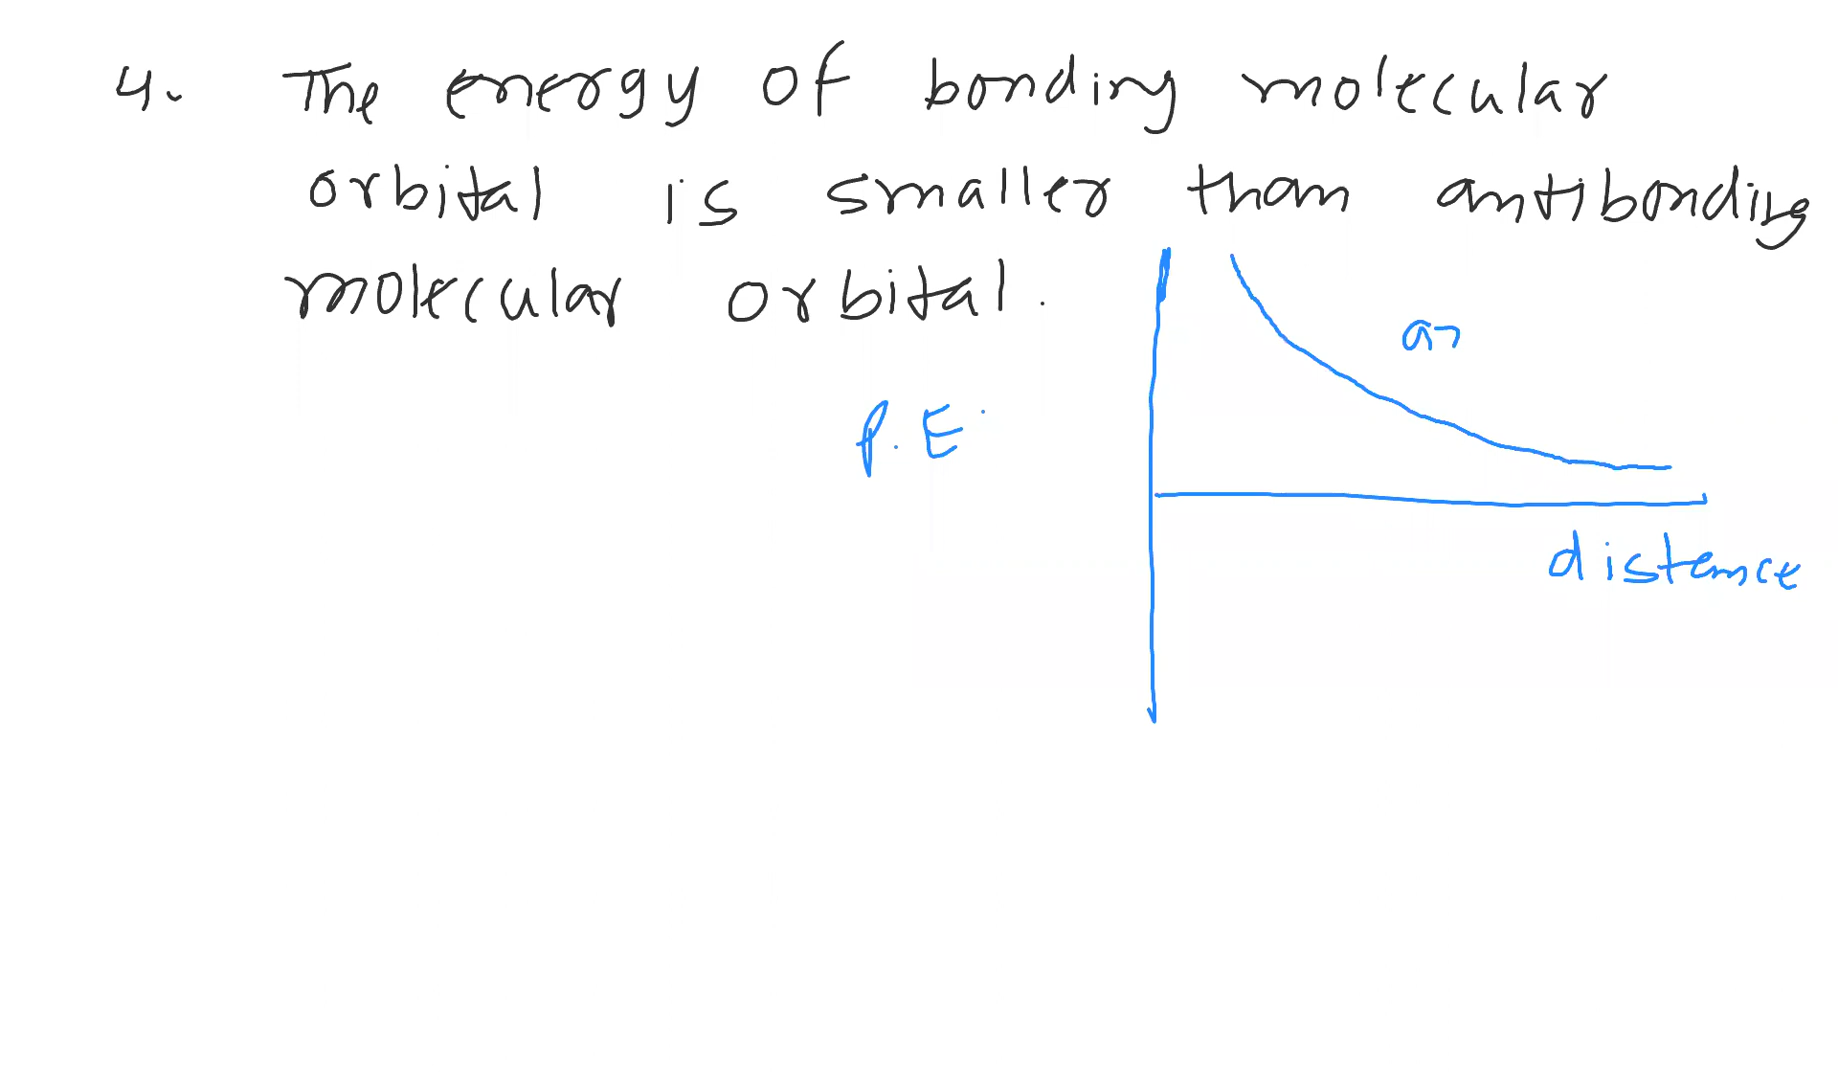 4. The energy of bonding molecular
orbital is smaller than antibonding
molecular orbital.
an
P.E.
distance